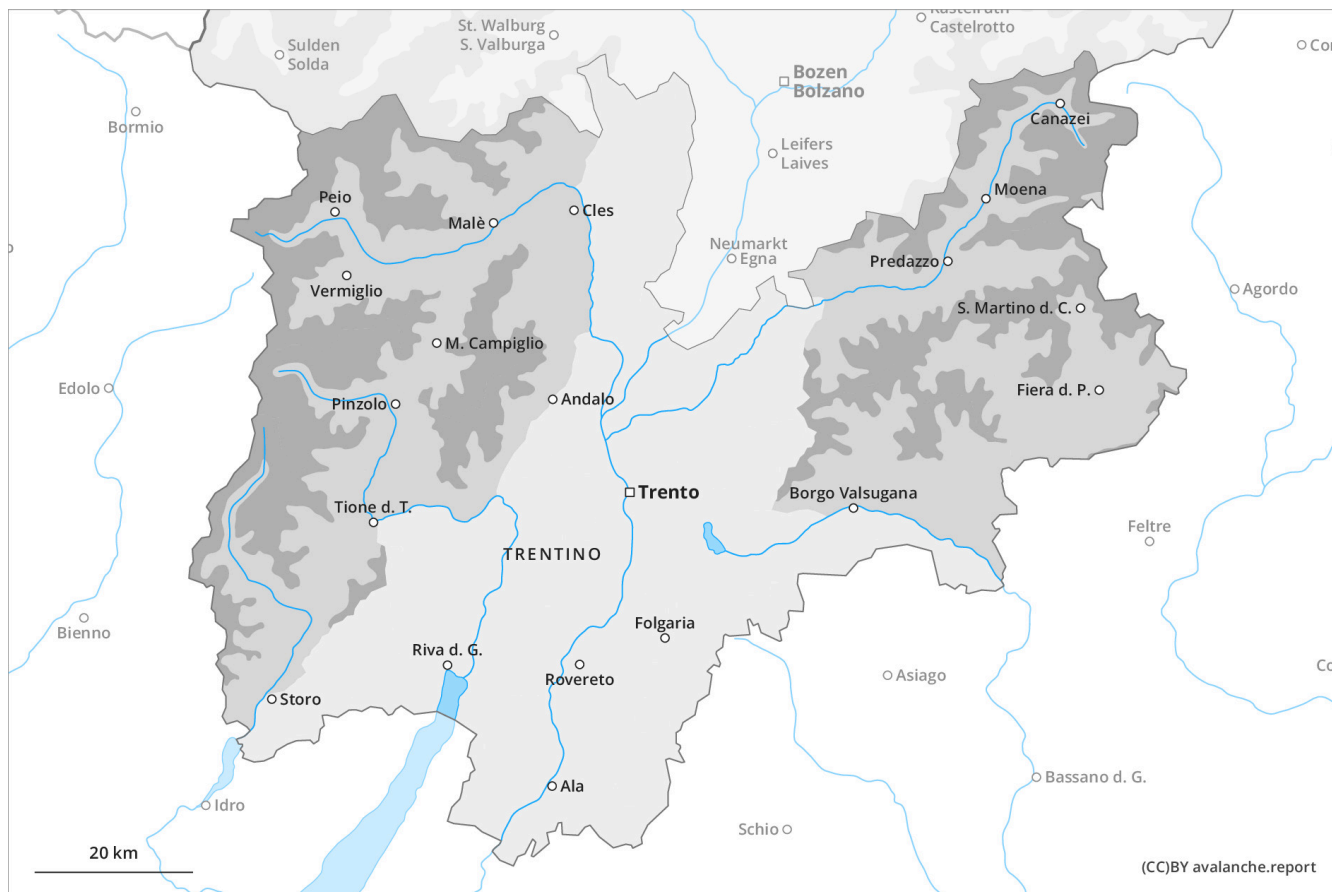 St. Walburg
S. Valburga
Castelrotto
Sulden
Solda
Bozen
Bolzano
Bormio
Canazei
Leifers
Laives
Moena
Peio
Malè
Cles
Neumarkt
Egna
Predazzo
Vermiglio
Agordo
S. Martino d. C.
M. Campiglio
Edolo
Pinzolo
Andalo
Fiera d. P.
Trento
Borgo Valsugana
Tione d. T.
Feltre
TRENTINO
Bienno
Folgaria
Riva d. G.
Rovereto
Asiago
Storo
Ala
Bassano d. G.
Idro
Schio
20 km
(CC)BY avalanche.report